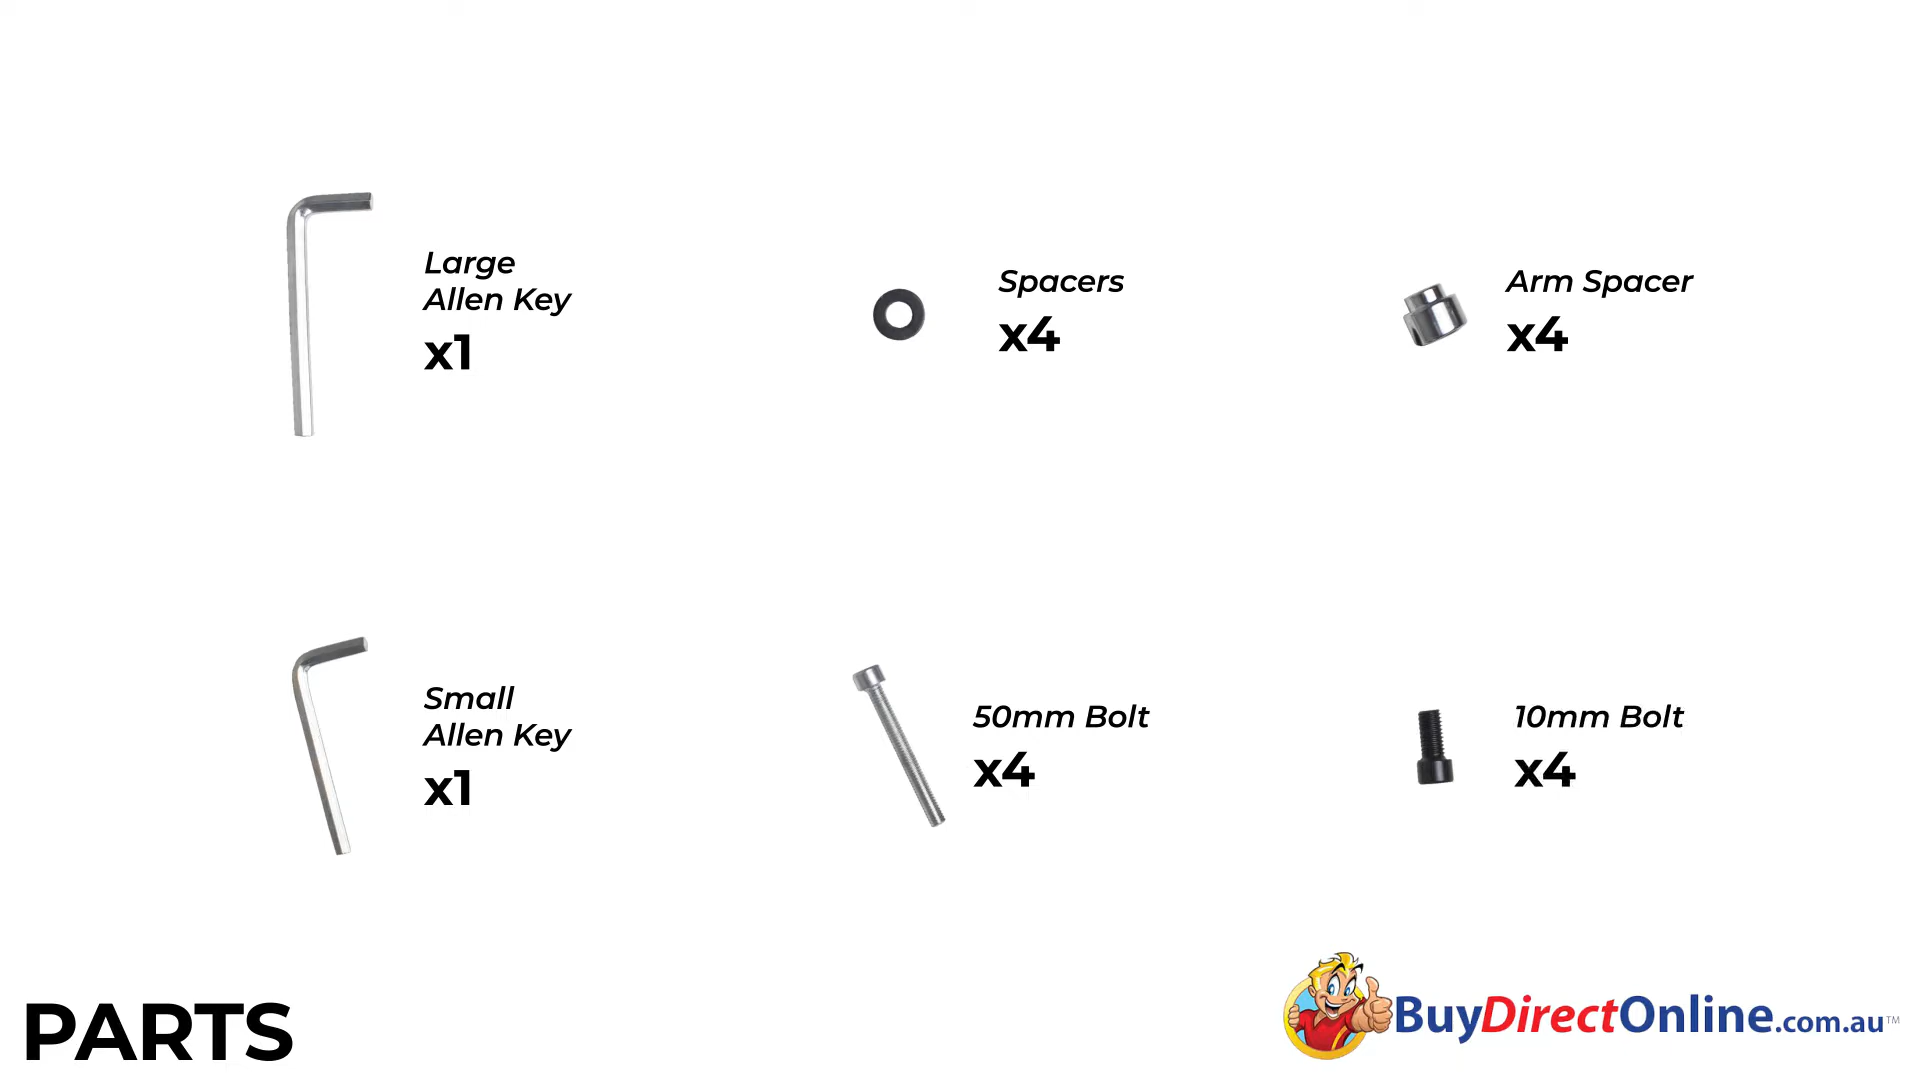 Large
Allen Key
x1
Spacers
x4
Arm Spacer
x4
Small
Allen Key
x1
50mm Bolt
x4
10mm Bolt
x4
PARTS
BuyDirectOnline.com.au™